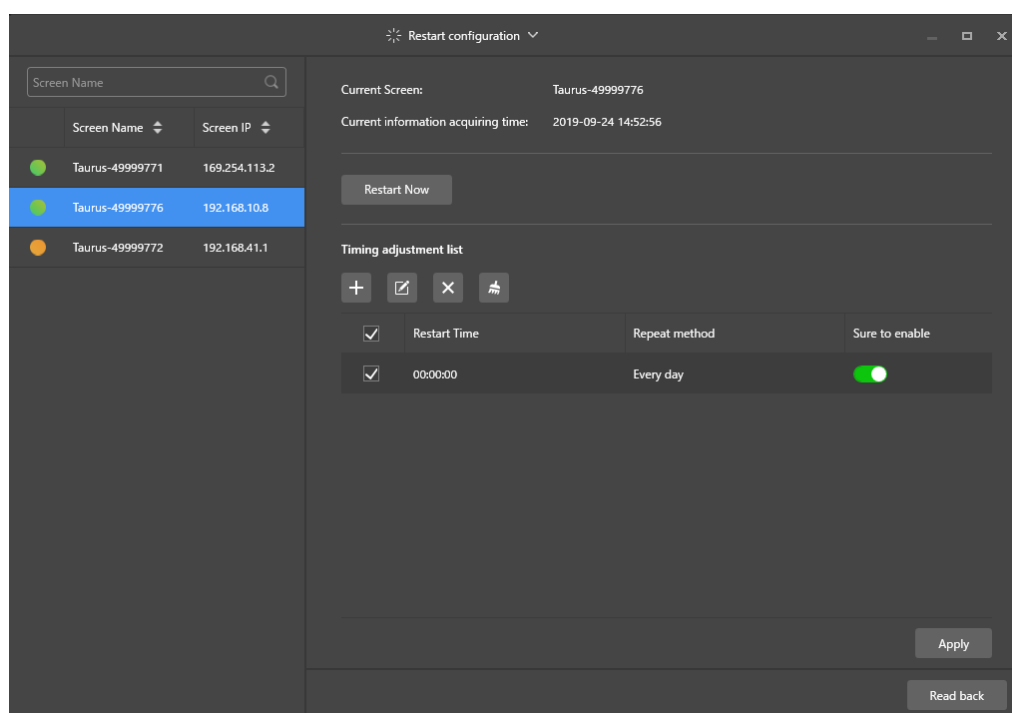 Restart configuration
Screen Name
Screen Name Screen IP
Taurus-49999771 169.254.113.2
Taurus-49999776 192.168.10.8
Taurus-49999772 192.168.41.1
Current Screen: Taurus-49999776
Current information acquiring time: 2019-09-24 14:52:56
Restart Now
Timing adjustment list
Restart Time Repeat method Sure to enable
00:00:00 Every day
Apply
Read back